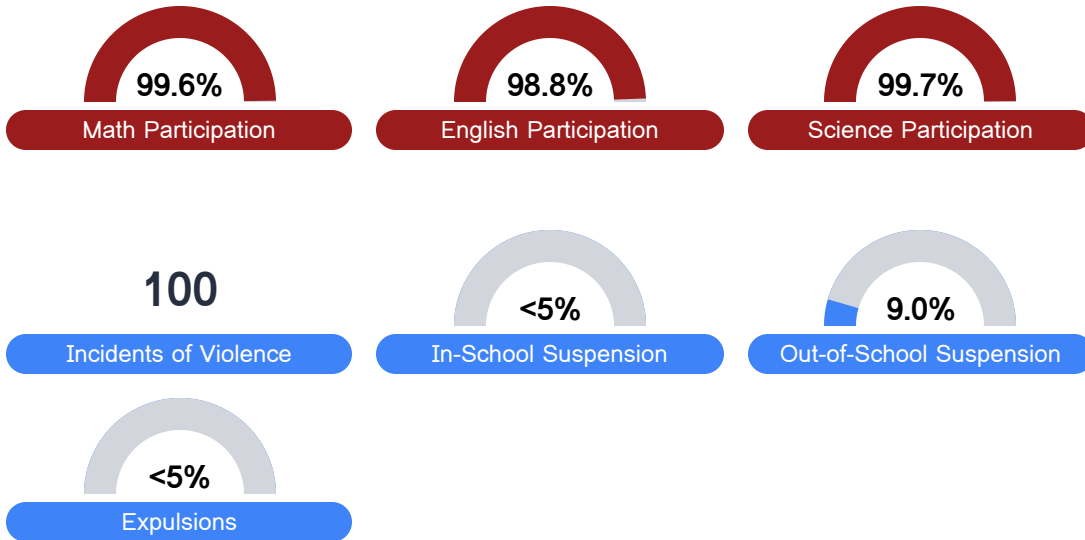 99.6%
98.8%
99.7%
Math Participation
English Participation
Science Participation
100
<5%
9.0%
Incidents of Violence
In-School Suspension
Out-of-School Suspension
<5%
Expulsions